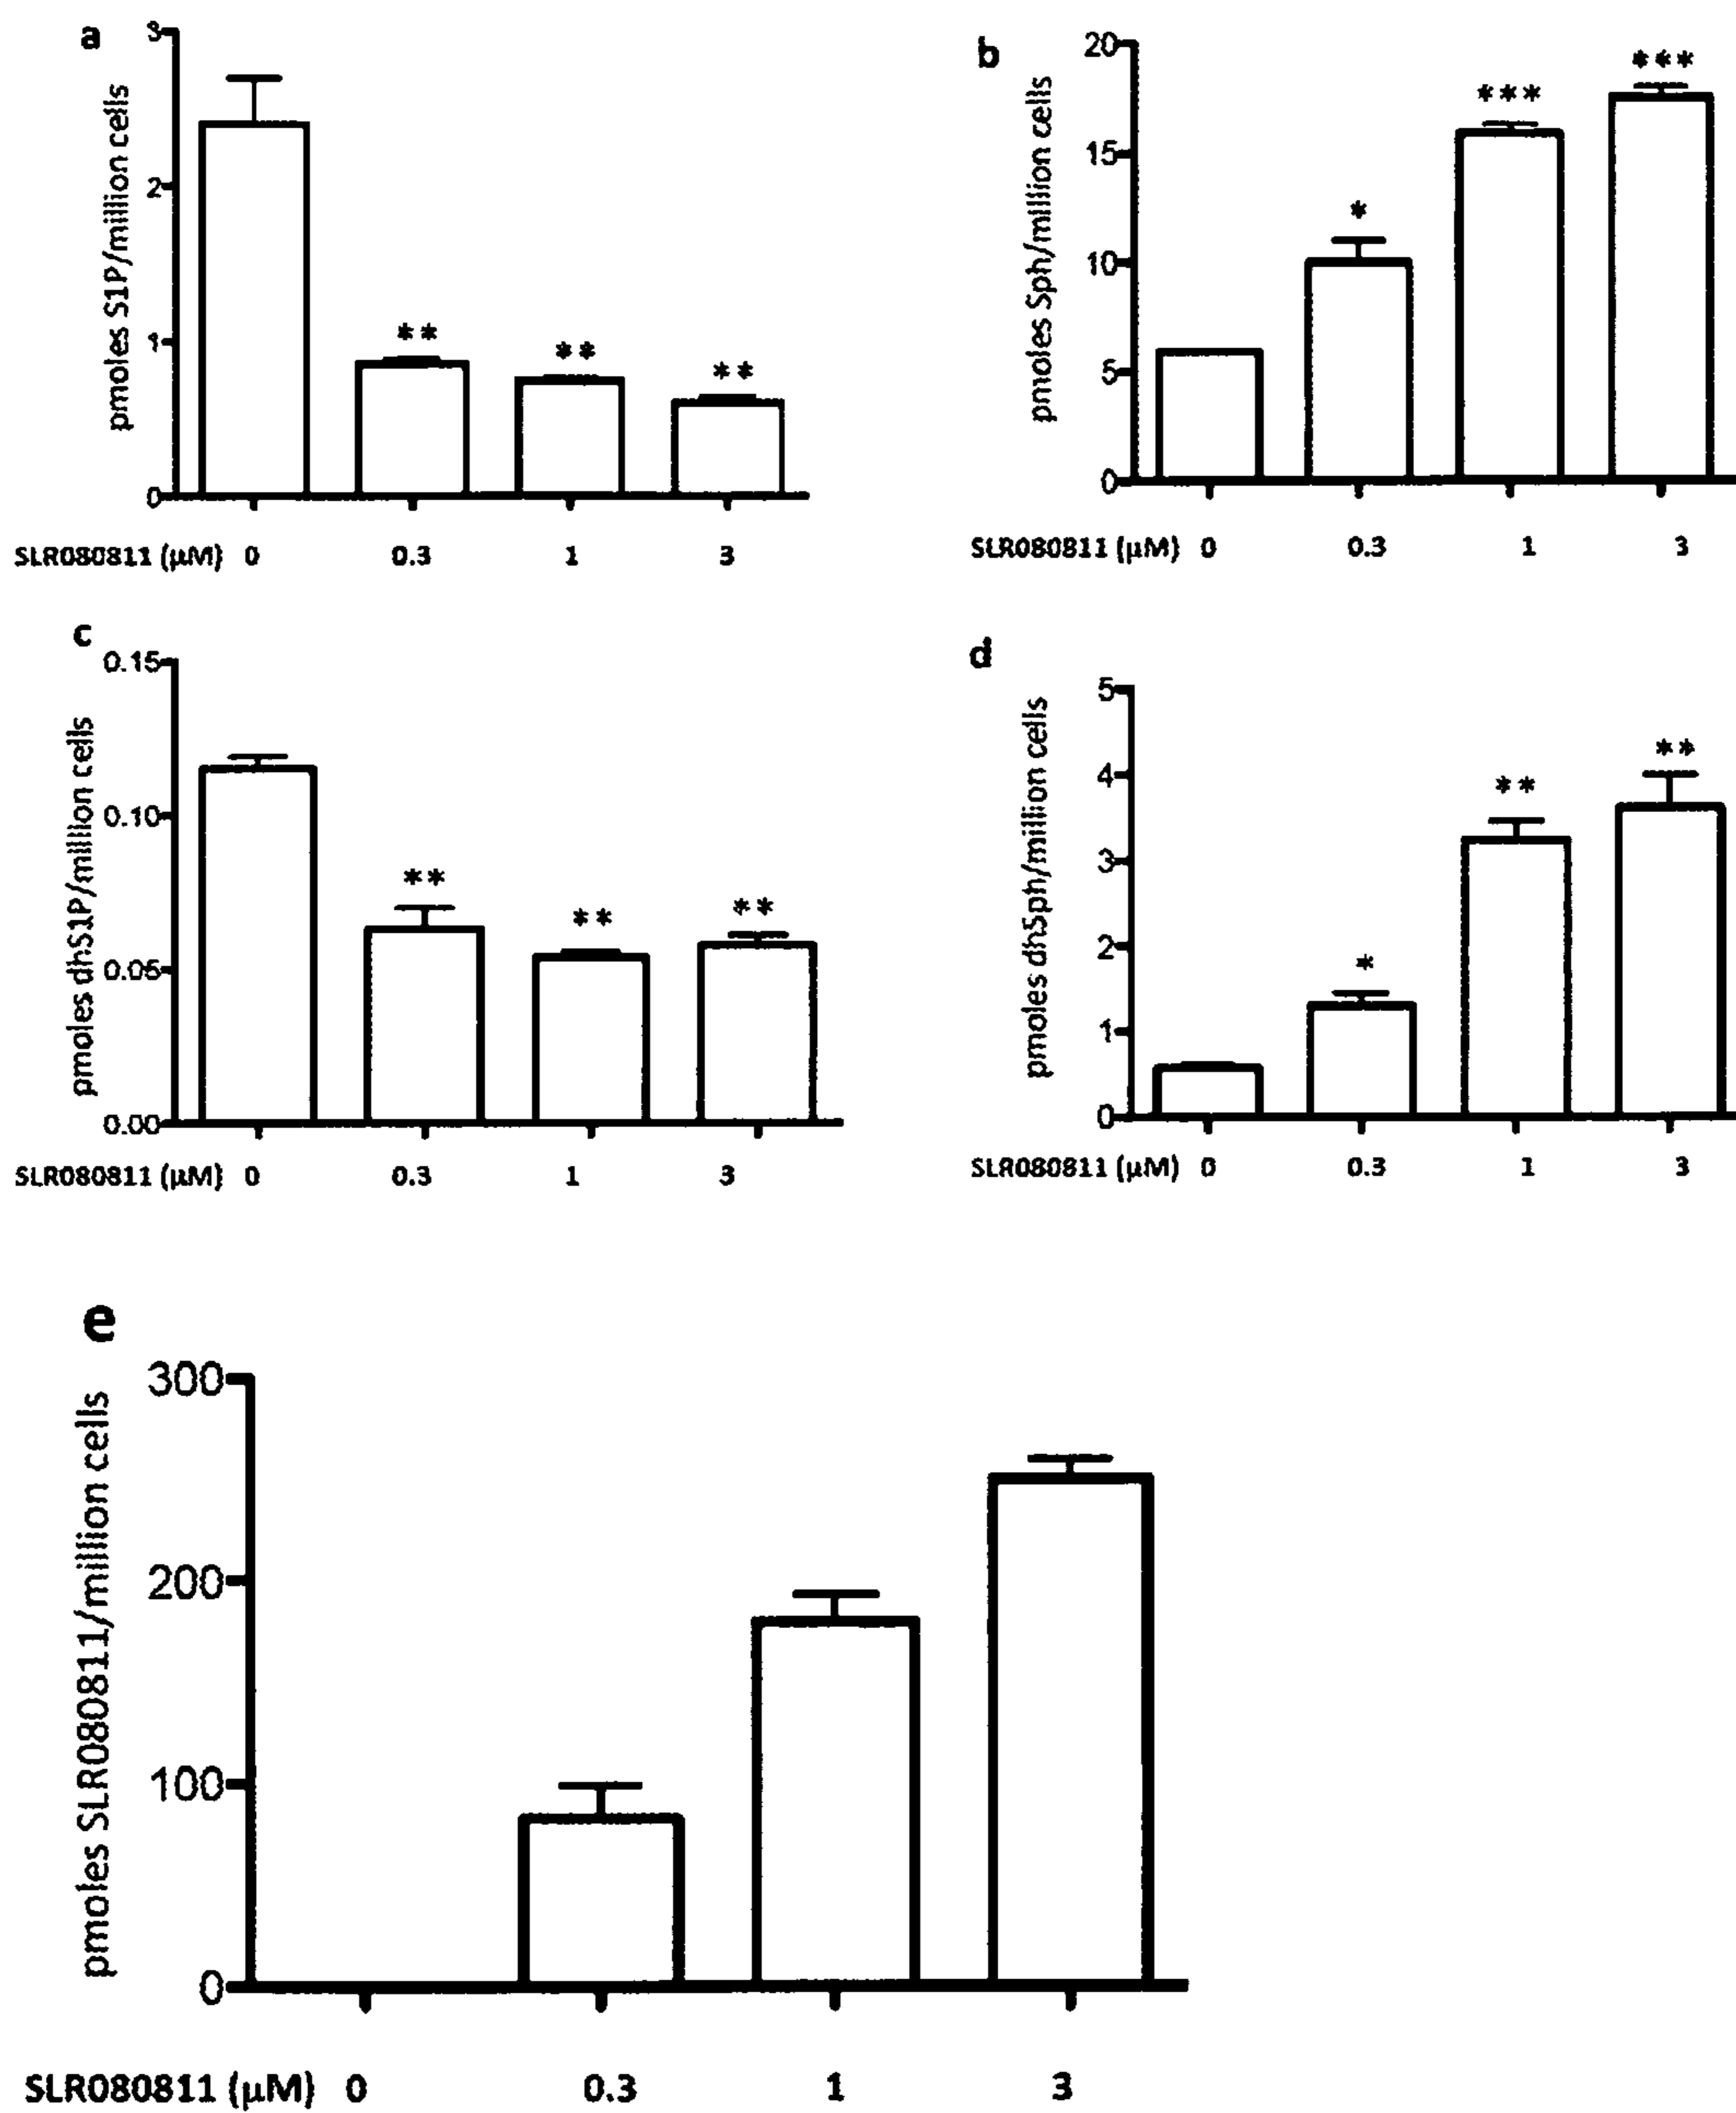 a
pmoles S1P/million cells
3
2
1
0
**
**
**
SLR080811 (μM) 0 0.3 1 3
b
pmoles Sph/million cells
20
15
10
5
0
*
***
***
SLR080811 (μM) 0 0.3 1 3
c
pmoles dhS1P/million cells
0.15
0.10
0.05
0.00
**
**
**
SLR080811 (μM) 0 0.3 1 3
d
pmoles dhSph/million cells
5
4
3
2
1
0
*
**
**
SLR080811 (μM) 0 0.3 1 3
e
pmoles SLR080811/million cells
300
200
100
0
SLR080811 (μM) 0 0.3 1 3